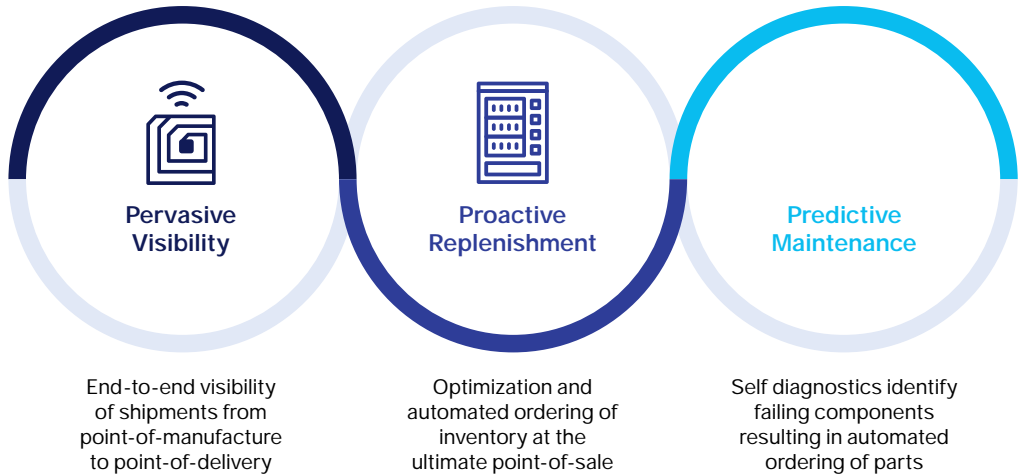 Pervasive
Visibility
Proactive
Replenishment
Predictive
Maintenance
End-to-end visibility
of shipments from
point-of-manufacture
to point-of-delivery
Optimization and
automated ordering of
inventory at the
ultimate point-of-sale
Self diagnostics identify
failing components
resulting in automated
ordering of parts